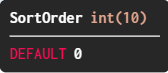 SortOrder int(10)
DEFAULT 0